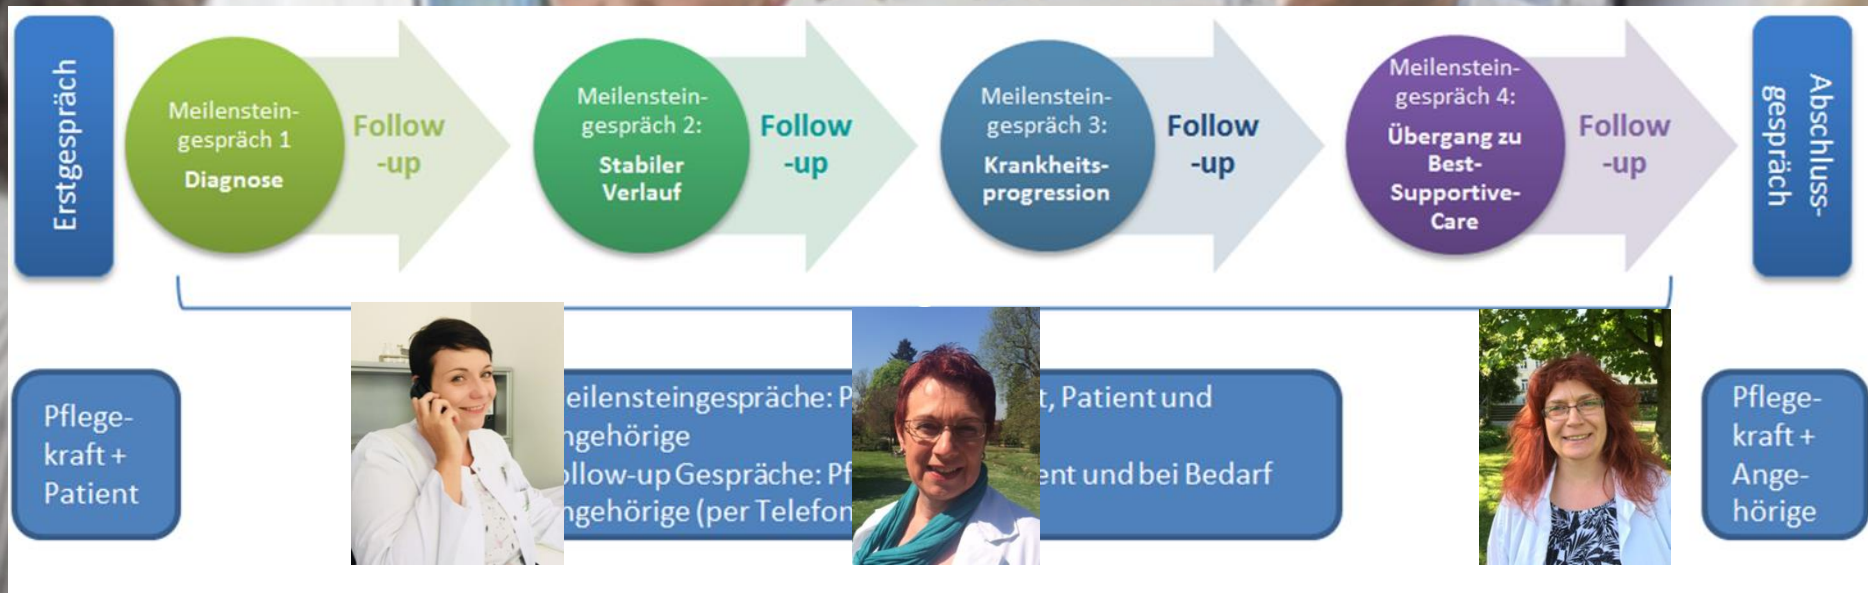 Erstgespräch
Meilenstein-
gespräch 1
Diagnose
Follow
-up
Meilenstein-
gespräch 2:
Stabiler
Verlauf
Follow
-up
Meilenstein-
gespräch 3:
Krankheits-
progression
Follow
-up
Meilenstein-
gespräch 4:
Übergang zu
Best-
Supportive-
Care
Follow
-up
Abschluss-
gespräch
Pflege-
kraft +
Patient
eilensteingespräche: P t, Patient und
ngehörige
ollow-up Gespräche: Pf ent und bei Bedarf
ngehörige (per Telefon
Pflege-
kraft +
Ange-
hörige